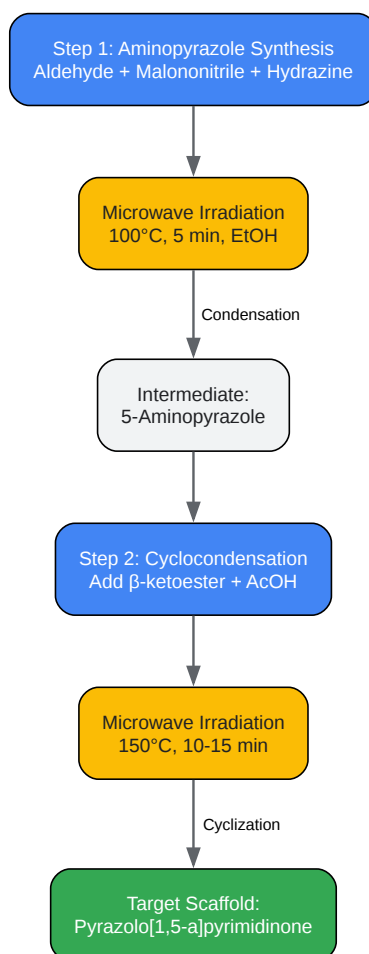 Step 1: Aminopyrazole Synthesis
Aldehyde + Malononitrile + Hydrazine
Microwave Irradiation
100°C, 5 min, EtOH
Condensation
Intermediate:
5-Aminopyrazole
Step 2: Cyclocondensation
Add β-ketoester + AcOH
Microwave Irradiation
150°C, 10-15 min
Cyclization
Target Scaffold:
Pyrazolo[1,5-a]pyrimidinone